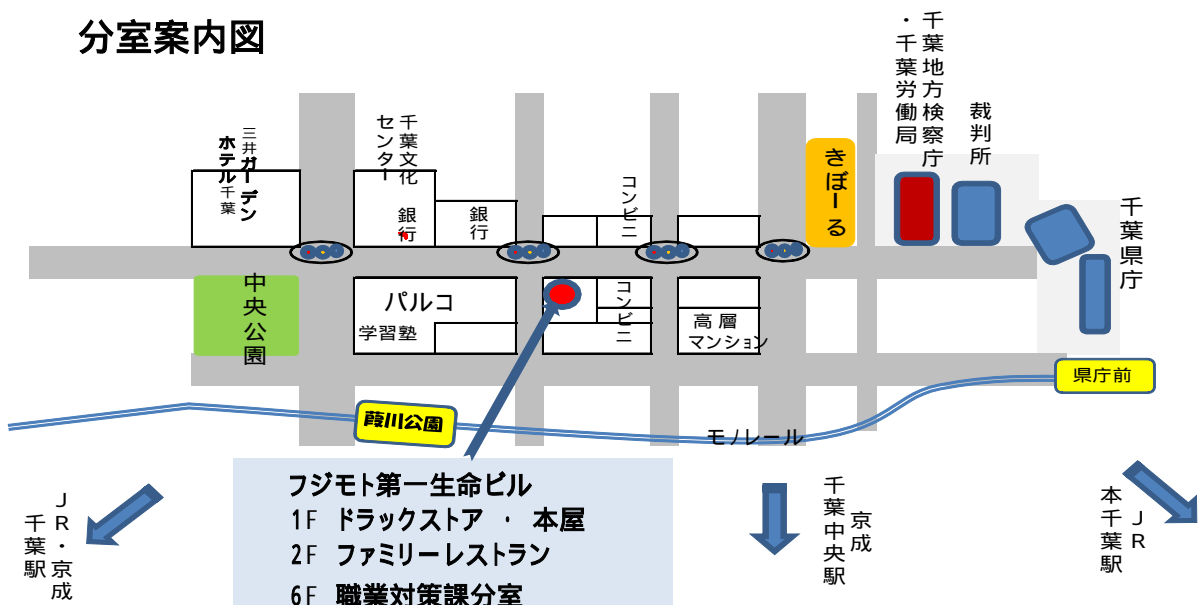 分室案内図
三井ガーデン
ホテル千葉
千葉文化
センター
銀行
銀行
コンビニ
きぼーる
千葉地方検察庁
・千葉労働局
裁判所
千葉県庁
中央公園
パルコ
学習塾
コンビニ
高層
マンション
県庁前
葭川公園
モノレール
フジモト第一生命ビル
1F ドラックストア ・ 本屋
2F ファミリーレストラン
6F 職業対策課分室
JR・京成
千葉駅
京成
千葉中央駅
JR
本千葉駅